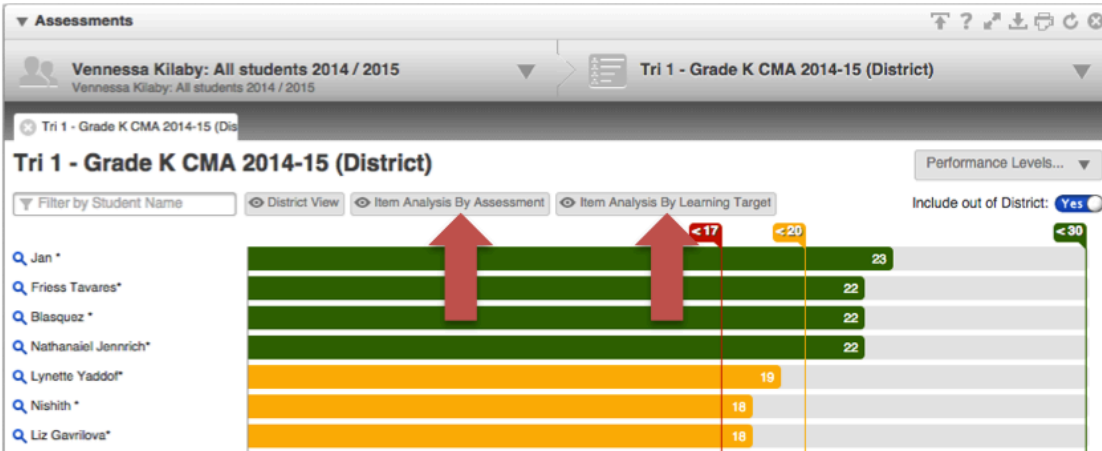 Assessments
Vennessa Kilaby: All students 2014 / 2015
Vennessa Kilaby: All students 2014 / 2015
Tri 1 - Grade K CMA 2014-15 (District)
Tri 1 - Grade K CMA 2014-15 (Dis
Tri 1 - Grade K CMA 2014-15 (District)
Performance Levels...
Filter by Student Name
District View
Item Analysis By Assessment
Item Analysis By Learning Target
Include out of District: Yes
< 17
< 20
< 30
Jan * 23
Friess Tavares* 22
Blasquez * 22
Nathanaiel Jennrich* 22
Lynette Yaddof* 19
Nishith * 18
Liz Gavrilova* 18